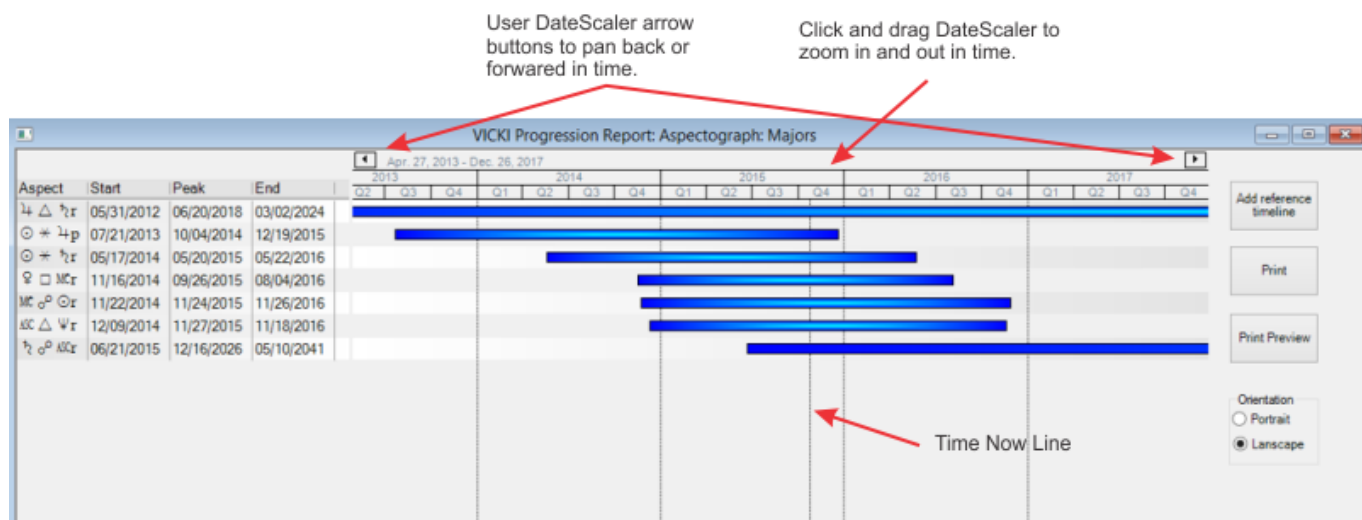 User DateScaler arrow
buttons to pan back or
forwared in time.
Click and drag DateScaler to
zoom in and out in time.
VICKI Progression Report: Aspectograph: Majors
Apr. 27, 2013 - Dec. 26, 2017
2013 2014 2015 2016 2017
Aspect Start Peak End Q2 Q3 Q4 Q1 Q2 Q3 Q4 Q1 Q2 Q3 Q4 Q1 Q2 Q3 Q4 Q1 Q2 Q3 Q4
♃ △ ♄r 05/31/2012 06/20/2018 03/02/2024
☉ ⚹ ♃p 07/21/2013 10/04/2014 12/19/2015
☉ ⚹ ♄r 05/17/2014 05/20/2015 05/22/2016
♀ □ MCr 11/16/2014 09/26/2015 08/04/2016
MC ☍ ☉r 11/22/2014 11/24/2015 11/26/2016
ASC △ ♆r 12/09/2014 11/27/2015 11/18/2016
♄ ☍ ASCr 06/21/2015 12/16/2026 05/10/2041
Add reference
timeline
Print
Print Preview
Orientation
Portrait
Lanscape
Time Now Line